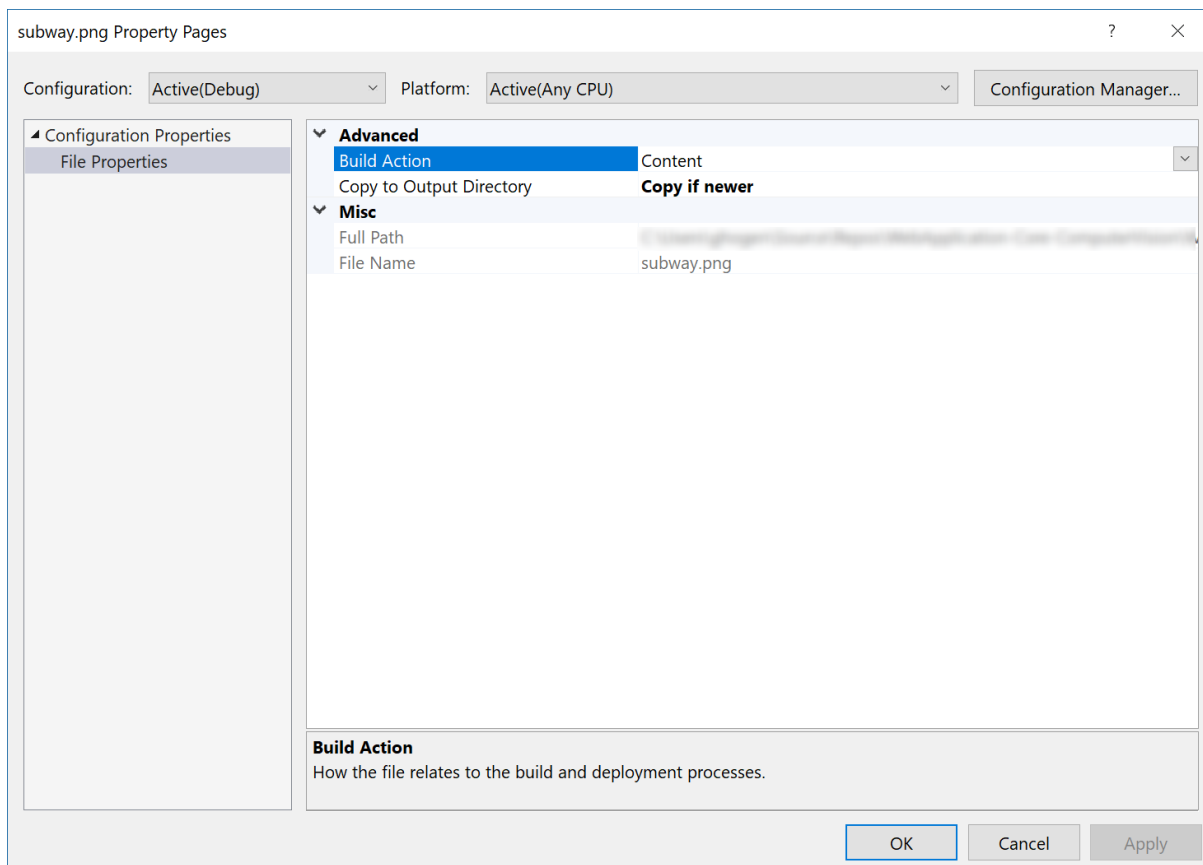 subway.png Property Pages
?
Configuration: Active(Debug) Platform: Active(Any CPU) Configuration Manager...
Configuration Properties
File Properties
Advanced
Build Action Content
Copy to Output Directory Copy if newer
Misc
Full Path
File Name subway.png
Build Action
How the file relates to the build and deployment processes.
OK Cancel Apply